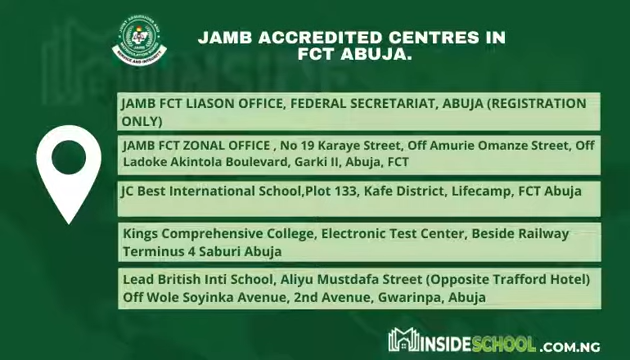 JAMB ACCREDITED CENTRES IN
FCT ABUJA.
JAMB FCT LIASON OFFICE, FEDERAL SECRETARIAT, ABUJA (REGISTRATION
ONLY)
JAMB FCT ZONAL OFFICE , No 19 Karaye Street, Off Amurie Omanze Street, Off
Ladoke Akintola Boulevard, Garki II, Abuja, FCT
JC Best International School,Plot 133, Kafe District, Lifecamp, FCT Abuja
Kings Comprehensive College, Electronic Test Center, Beside Railway
Terminus 4 Saburi Abuja
Lead British Inti School, Aliyu Mustdafa Street (Opposite Trafford Hotel)
Off Wole Soyinka Avenue, 2nd Avenue, Gwarinpa, Abuja
INSIDESCHOOL.COM.NG